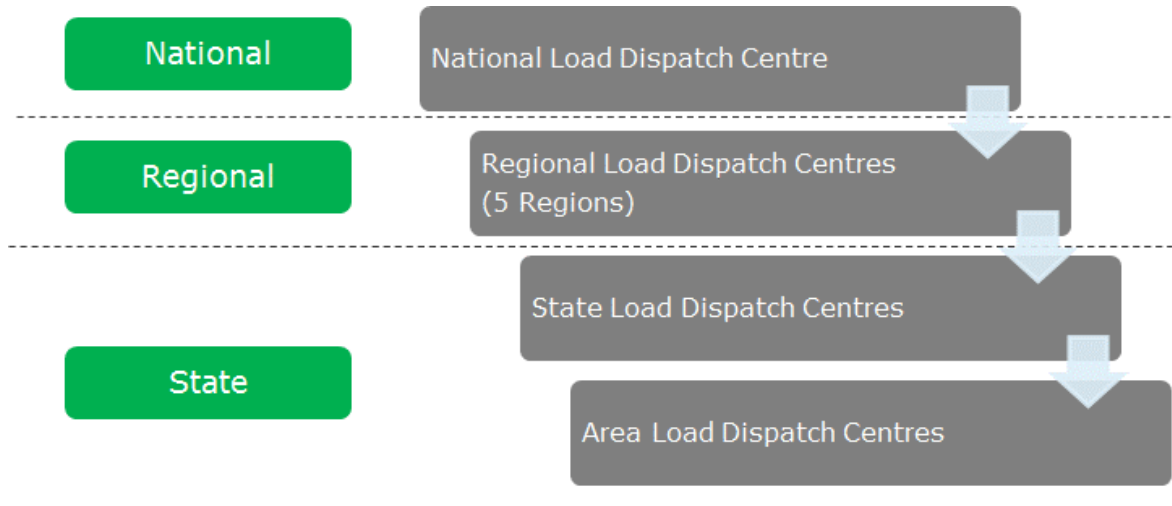 National
National Load Dispatch Centre
Regional
Regional Load Dispatch Centres
(5 Regions)
State Load Dispatch Centres
State
Area Load Dispatch Centres